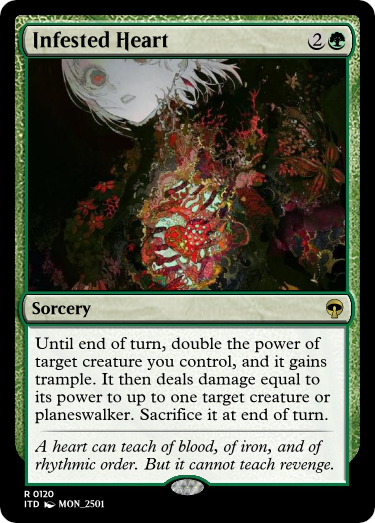 Infested Heart 2
Sorcery
Until end of turn, double the power of
target creature you control, and it gains
trample. It then deals damage equal to
its power to up to one target creature or
planeswalker. Sacrifice it at end of turn.
A heart can teach of blood, of iron, and of
rhythmic order. But it cannot teach revenge.
R 0120
ITD MON_2501